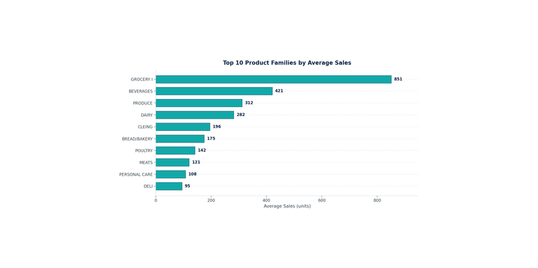 Top 10 Product Families by Average Sales
GROCERY I 851
BEVERAGES 421
PRODUCE 312
DAIRY 282
CLEING 196
BREAD/BAKERY 175
POULTRY 142
MEATS 121
PERSONAL CARE 108
DELI 95
0 200 400 600 800
Average Sales (units)